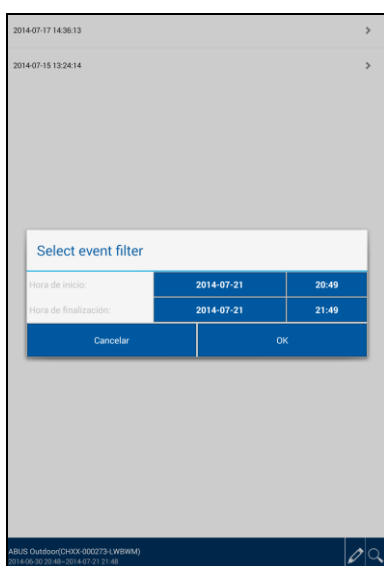 2014-07-17 14:36:13
2014-07-15 13:24:14
Select event filter
Hora de inicio: 2014-07-21 20:49
Hora de finalización: 2014-07-21 21:49
Cancelar OK
ABUS Outdoor(CHXX-000273-LWBWM)
2014-06-30 20:48~2014-07-21 21:48